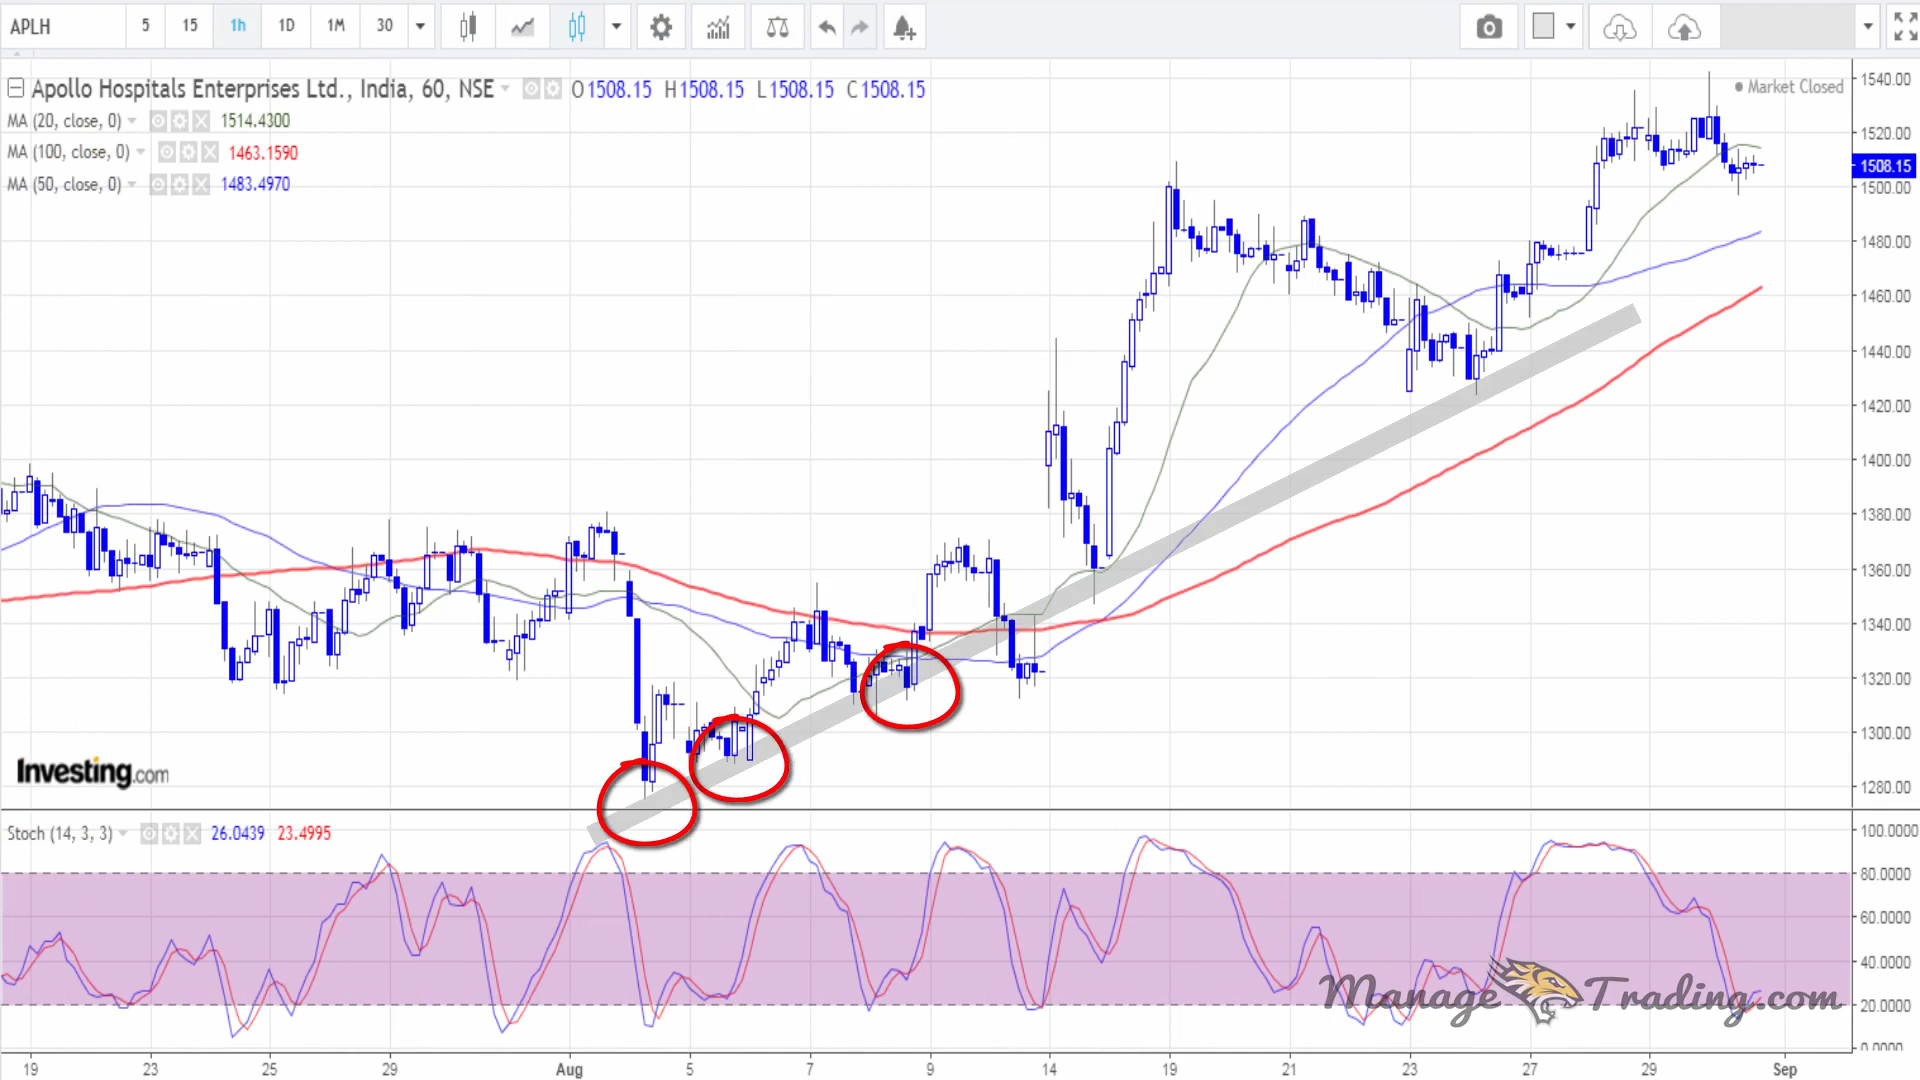 APLH 5 15 1h 1D 1M 30
Apollo Hospitals Enterprises Ltd., India, 60, NSE O1508.15 H1508.15 L1508.15 C1508.15
Market Closed
MA (20, close, 0) 1514.4300
MA (100, close, 0) 1463.1590
MA (50, close, 0) 1483.4970
1540.00
1520.00
1508.15
1500.00
1480.00
1460.00
1440.00
1420.00
1400.00
1380.00
1360.00
1340.00
1320.00
1300.00
1280.00
Investing.com
Stoch (14, 3, 3) 26.0439 23.4995
100.0000
80.0000
60.0000
40.0000
20.0000
0.0000
ManageTrading.com
19 23 25 29 Aug 5 7 9 14 19 21 23 27 29 Sep